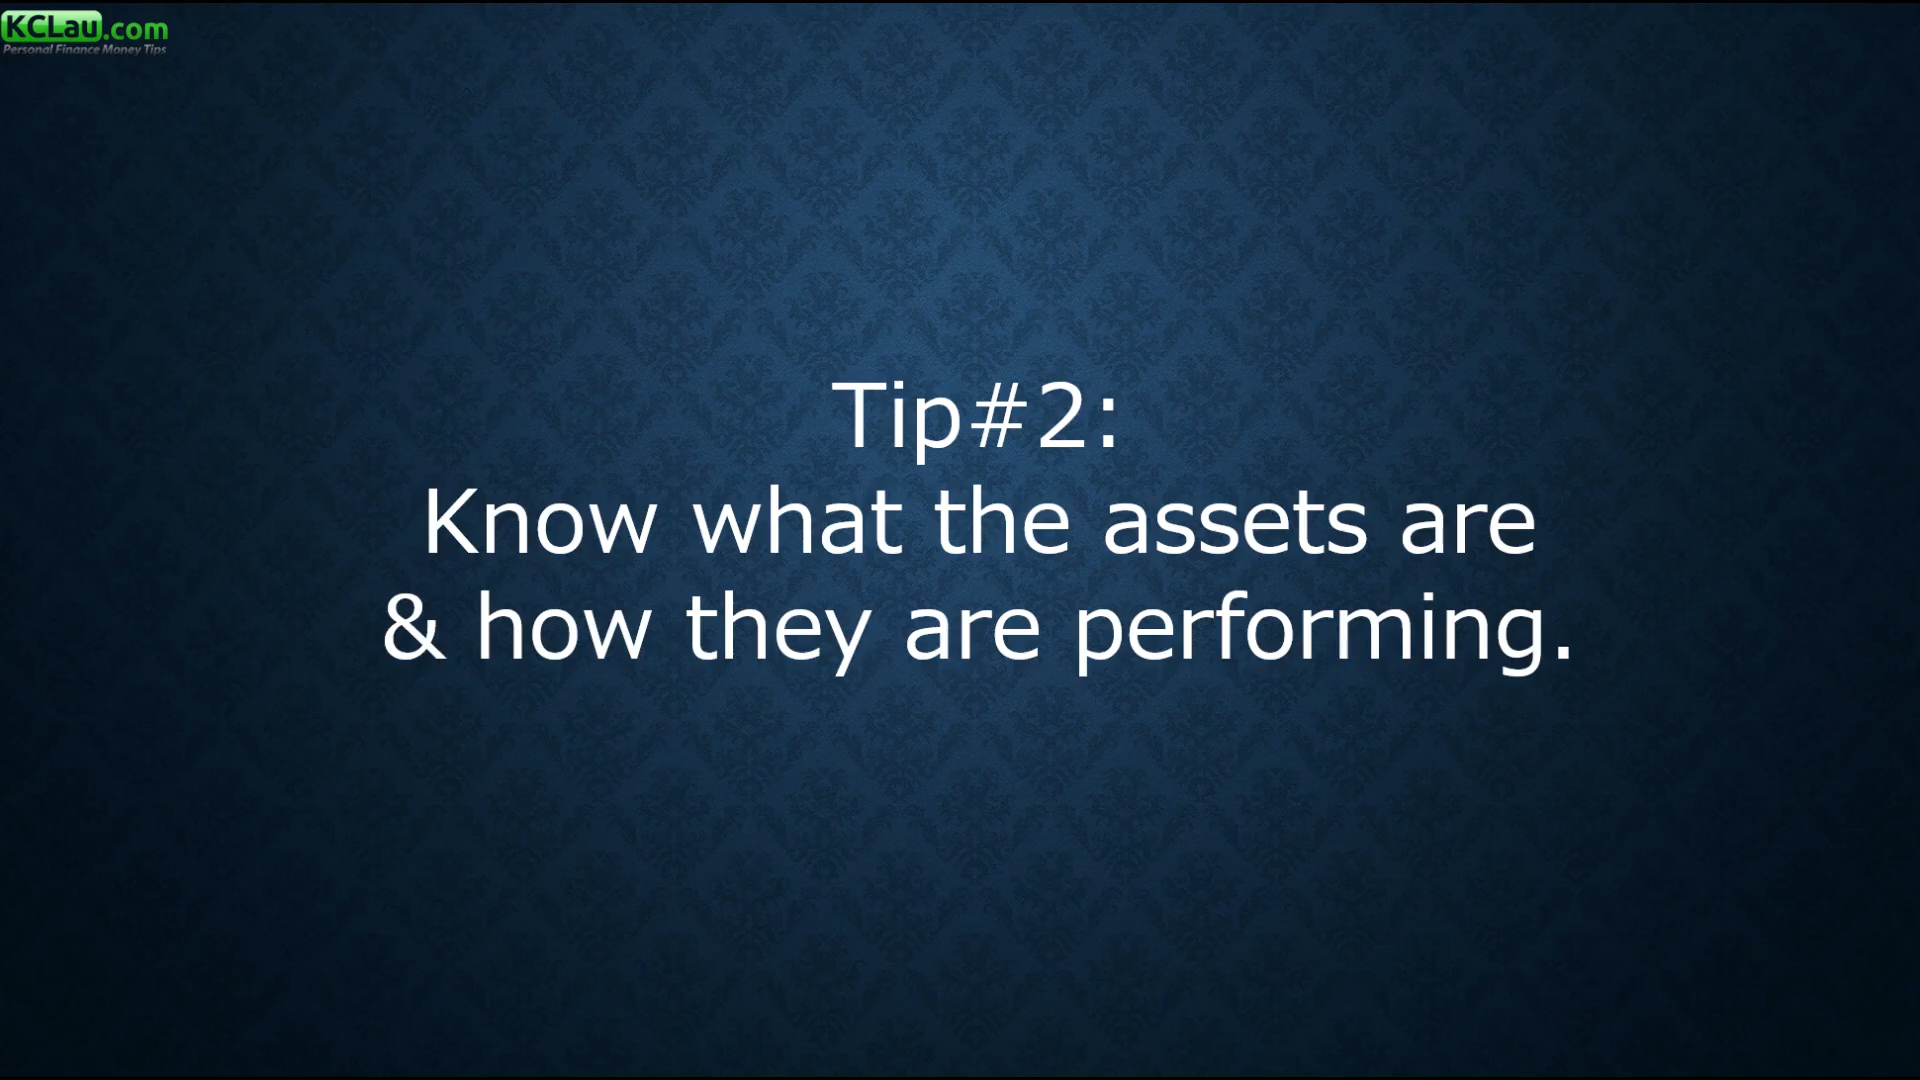 KCLau.com
Personal Finance Money Tips
Tip#2:
Know what the assets are
& how they are performing.